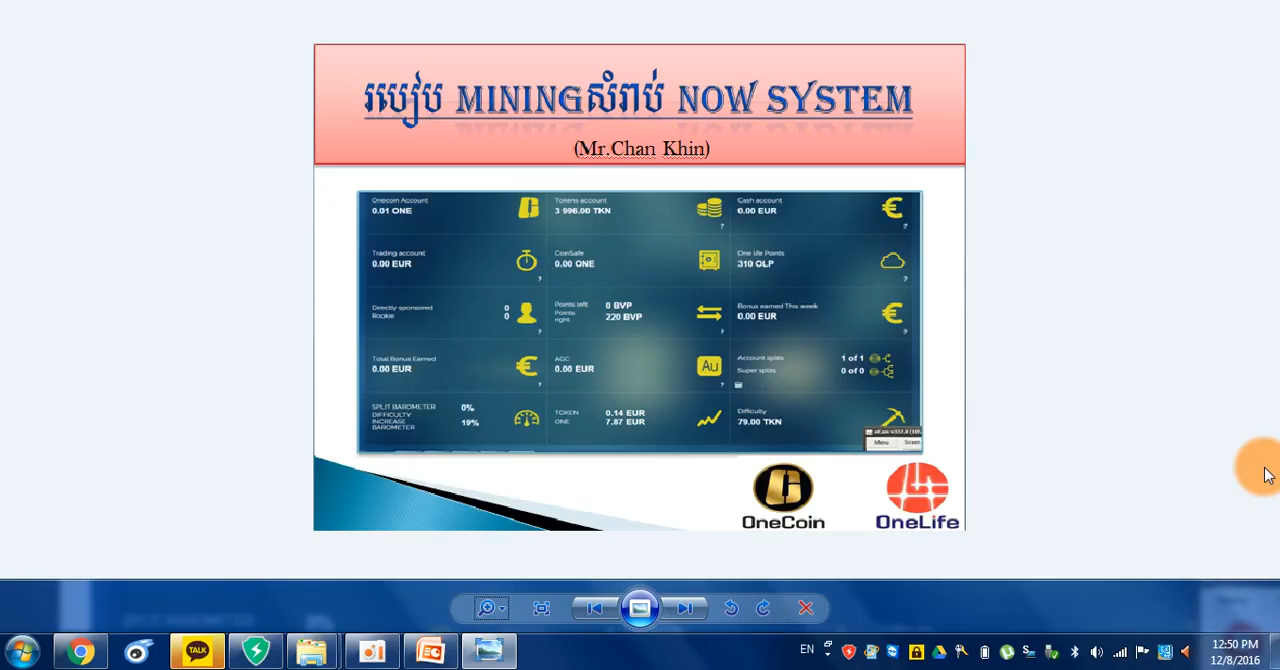 របៀប MININGសំរាប់ NOW SYSTEM
(Mr.Chan Khin)
Onecoin Account
0.01 ONE
Tokens account
3 996.00 TKN
Cash account
0.00 EUR
?
?
Trading account
0.00 EUR
?
CoinSafe
0.00 ONE
One Life Points
310 OLP
?
Directly sponsored 0
Rookie 0
?
Points left 0 BVP
Points right 220 BVP
?
Bonus earned This week
0.00 EUR
?
Total Bonus Earned
0.00 EUR
?
AGC
0.00 EUR
Au
?
Account splits 1 of 1
Super splits 0 of 0
SPLIT BAROMETER 0%
DIFFICULTY
INCREASE 19%
BAROMETER
TOKEN 0.14 EUR
ONE 7.87 EUR
Difficulty
79.00 TKN
Menu Screen
OneCoin
OneLife
TALK
EN
12:50 PM
12/8/2016